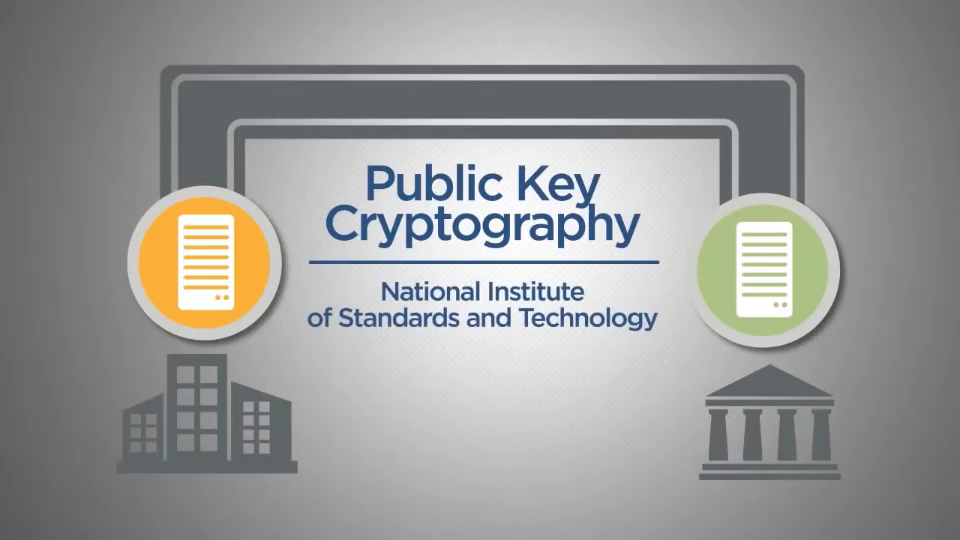 Public Key
Cryptography
National Institute
of Standards and Technology